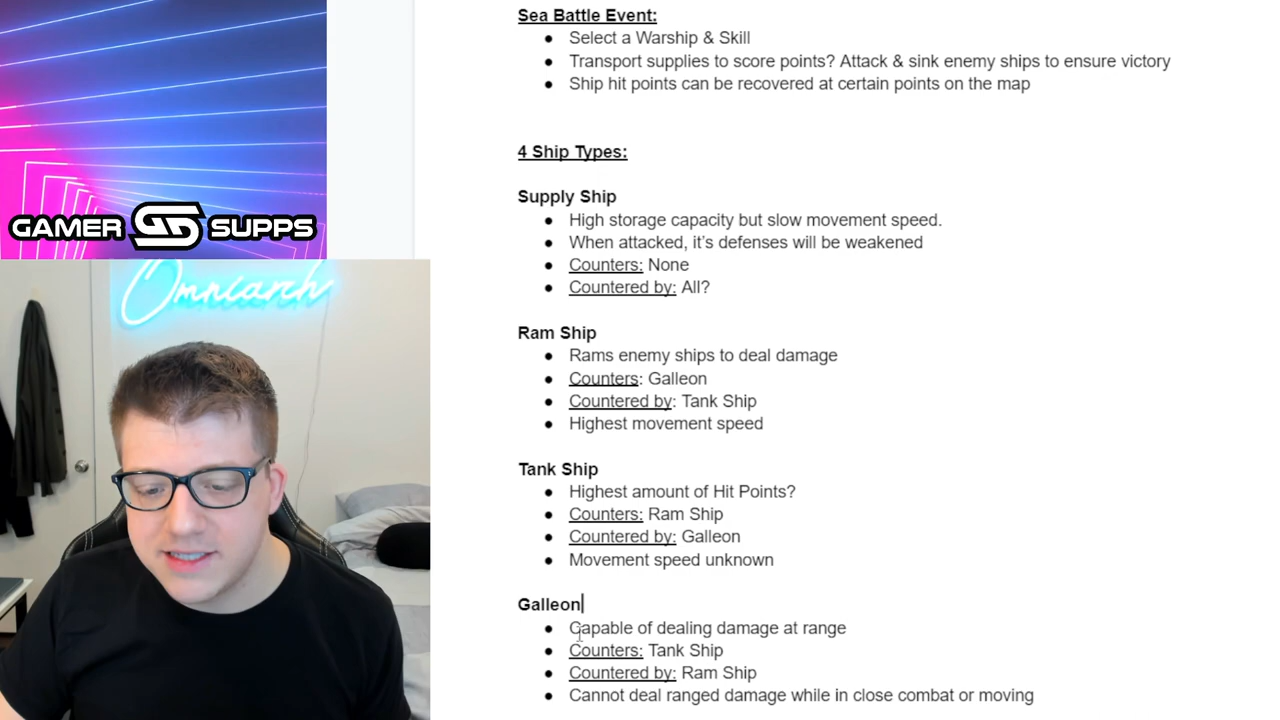 Sea Battle Event:
● Select a Warship & Skill
● Transport supplies to score points? Attack & sink enemy ships to ensure victory
● Ship hit points can be recovered at certain points on the map
4 Ship Types:
Supply Ship
● High storage capacity but slow movement speed.
● When attacked, it's defenses will be weakened
● Counters: None
● Countered by: All?
Ram Ship
● Rams enemy ships to deal damage
● Counters: Galleon
● Countered by: Tank Ship
● Highest movement speed
Tank Ship
● Highest amount of Hit Points?
● Counters: Ram Ship
● Countered by: Galleon
● Movement speed unknown
Galleon
● Capable of dealing damage at range
● Counters: Tank Ship
● Countered by: Ram Ship
● Cannot deal ranged damage while in close combat or moving
GAMER SUPPS
Omniarch